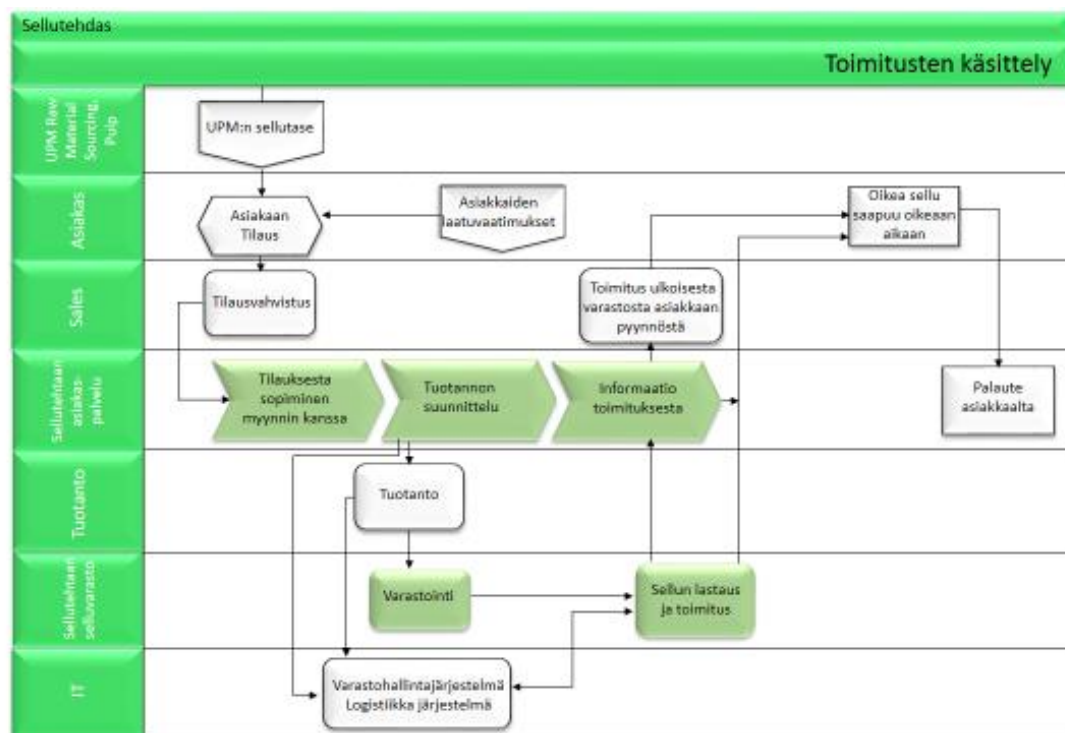 Sellutehdas
Toimitusten käsittely
UPM Raw
Material
Sourcing,
Pulp
UPM:n sellutase
Asiakas
Asiakaan
Tilaus
Asiakkaiden
laatuvaatimukset
Oikea sellu
saapuu oikeaan
aikaan
Sales
Tilausvahvistus
Toimitus ulkoisesta
varastosta asiakkaan
pyynnöstä
Sellutehtaan
asiakas-
palvelu
Tilauksesta
sopiminen
myynnin kanssa
Tuotannon
suunnittelu
Informaatio
toimituksesta
Palaute
asiakkaalta
Tuotanto
Tuotanto
Sellutehtaan
selluvarasto
Varastointi
Sellun lastaus
ja toimitus
IT
Varastohallintajärjestelmä
Logistiikka järjestelmä